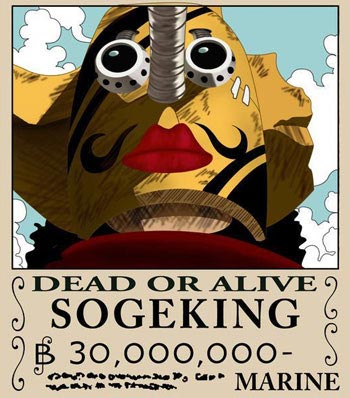 DEAD OR ALIVE
SOGEKING
฿ 30,000,000-
MARINE